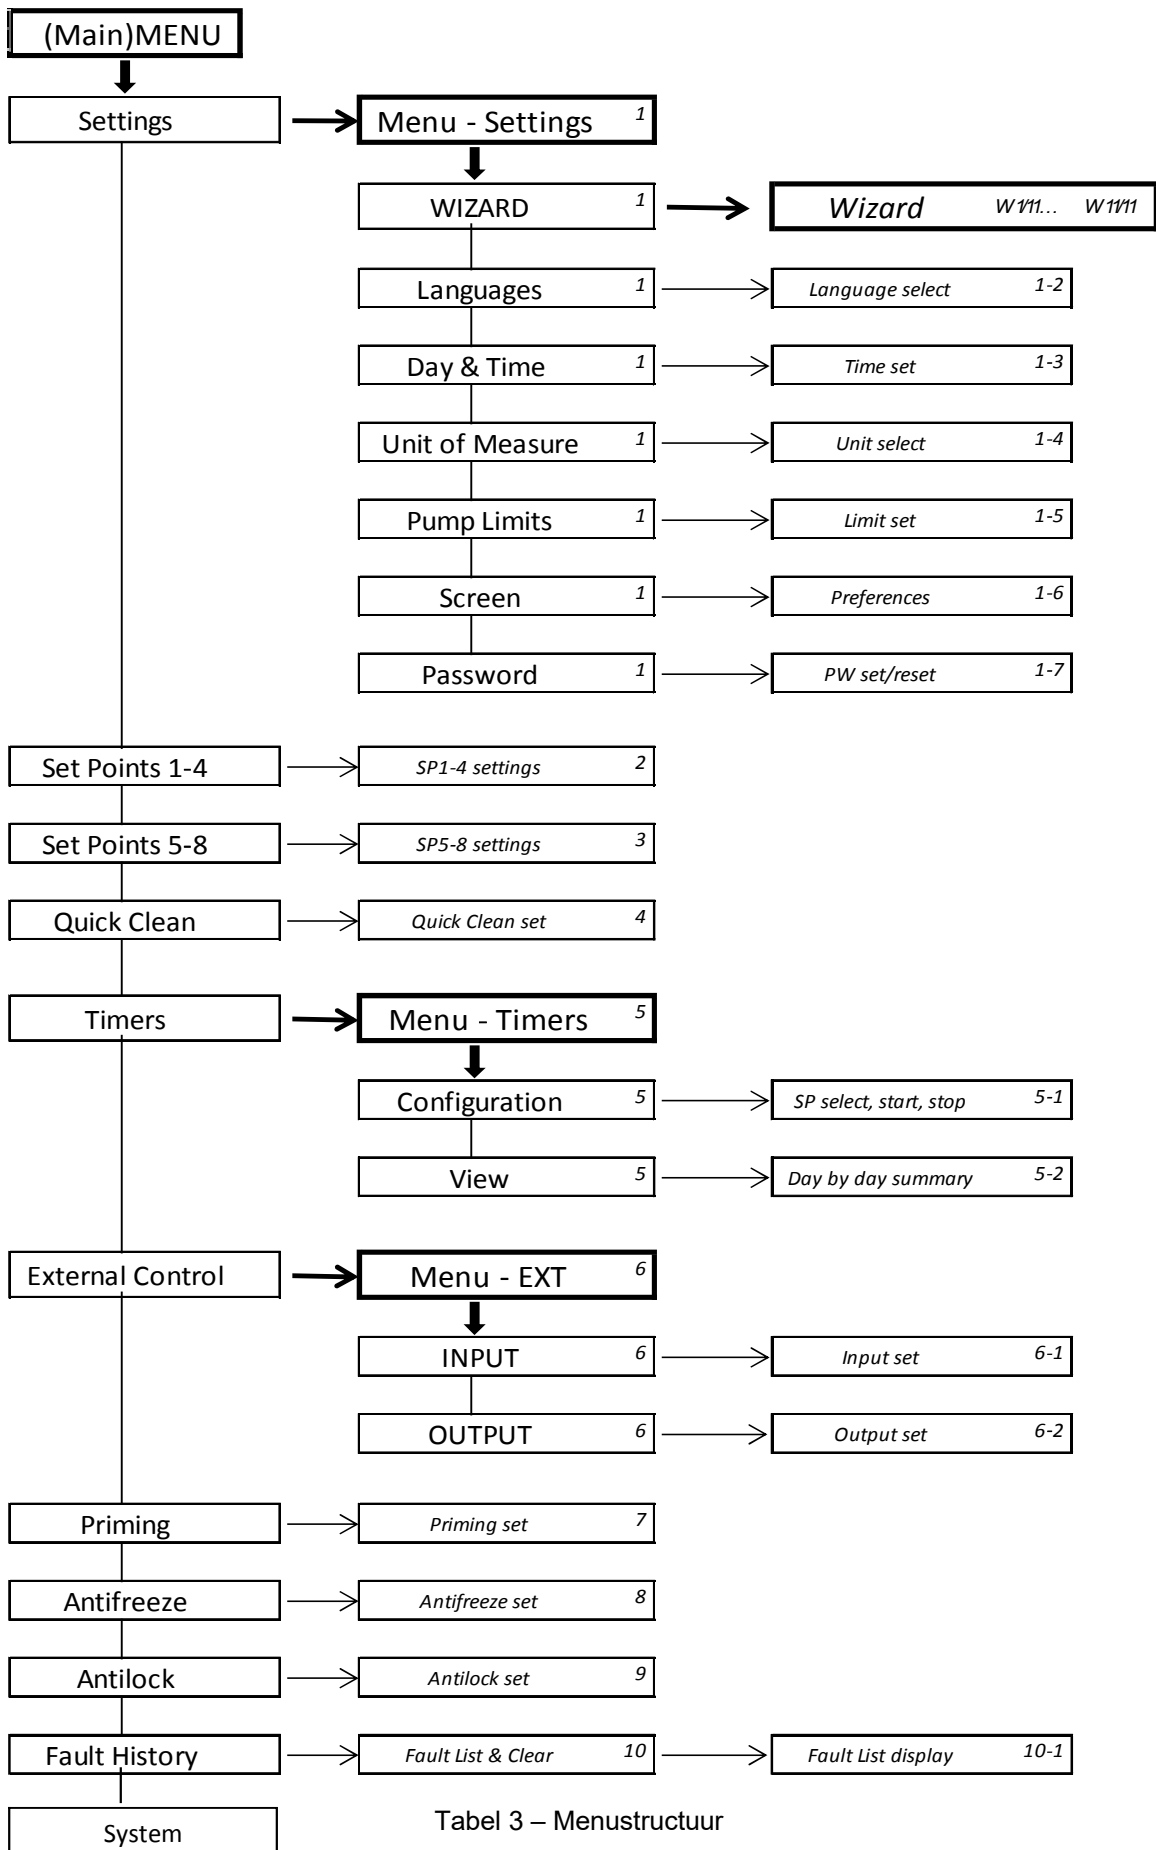 (Main)MENU
Settings
Menu - Settings 1
WIZARD 1
Wizard W1/11... W11/11
Languages 1
Language select 1-2
Day & Time 1
Time set 1-3
Unit of Measure 1
Unit select 1-4
Pump Limits 1
Limit set 1-5
Screen 1
Preferences 1-6
Password 1
PW set/reset 1-7
Set Points 1-4
SP1-4 settings 2
Set Points 5-8
SP5-8 settings 3
Quick Clean
Quick Clean set 4
Timers
Menu - Timers 5
Configuration 5
SP select, start, stop 5-1
View 5
Day by day summary 5-2
External Control
Menu - EXT 6
INPUT 6
Input set 6-1
OUTPUT 6
Output set 6-2
Priming
Priming set 7
Antifreeze
Antifreeze set 8
Antilock
Antilock set 9
Fault History
Fault List & Clear 10
Fault List display 10-1
System
Tabel 3 – Menustructuur